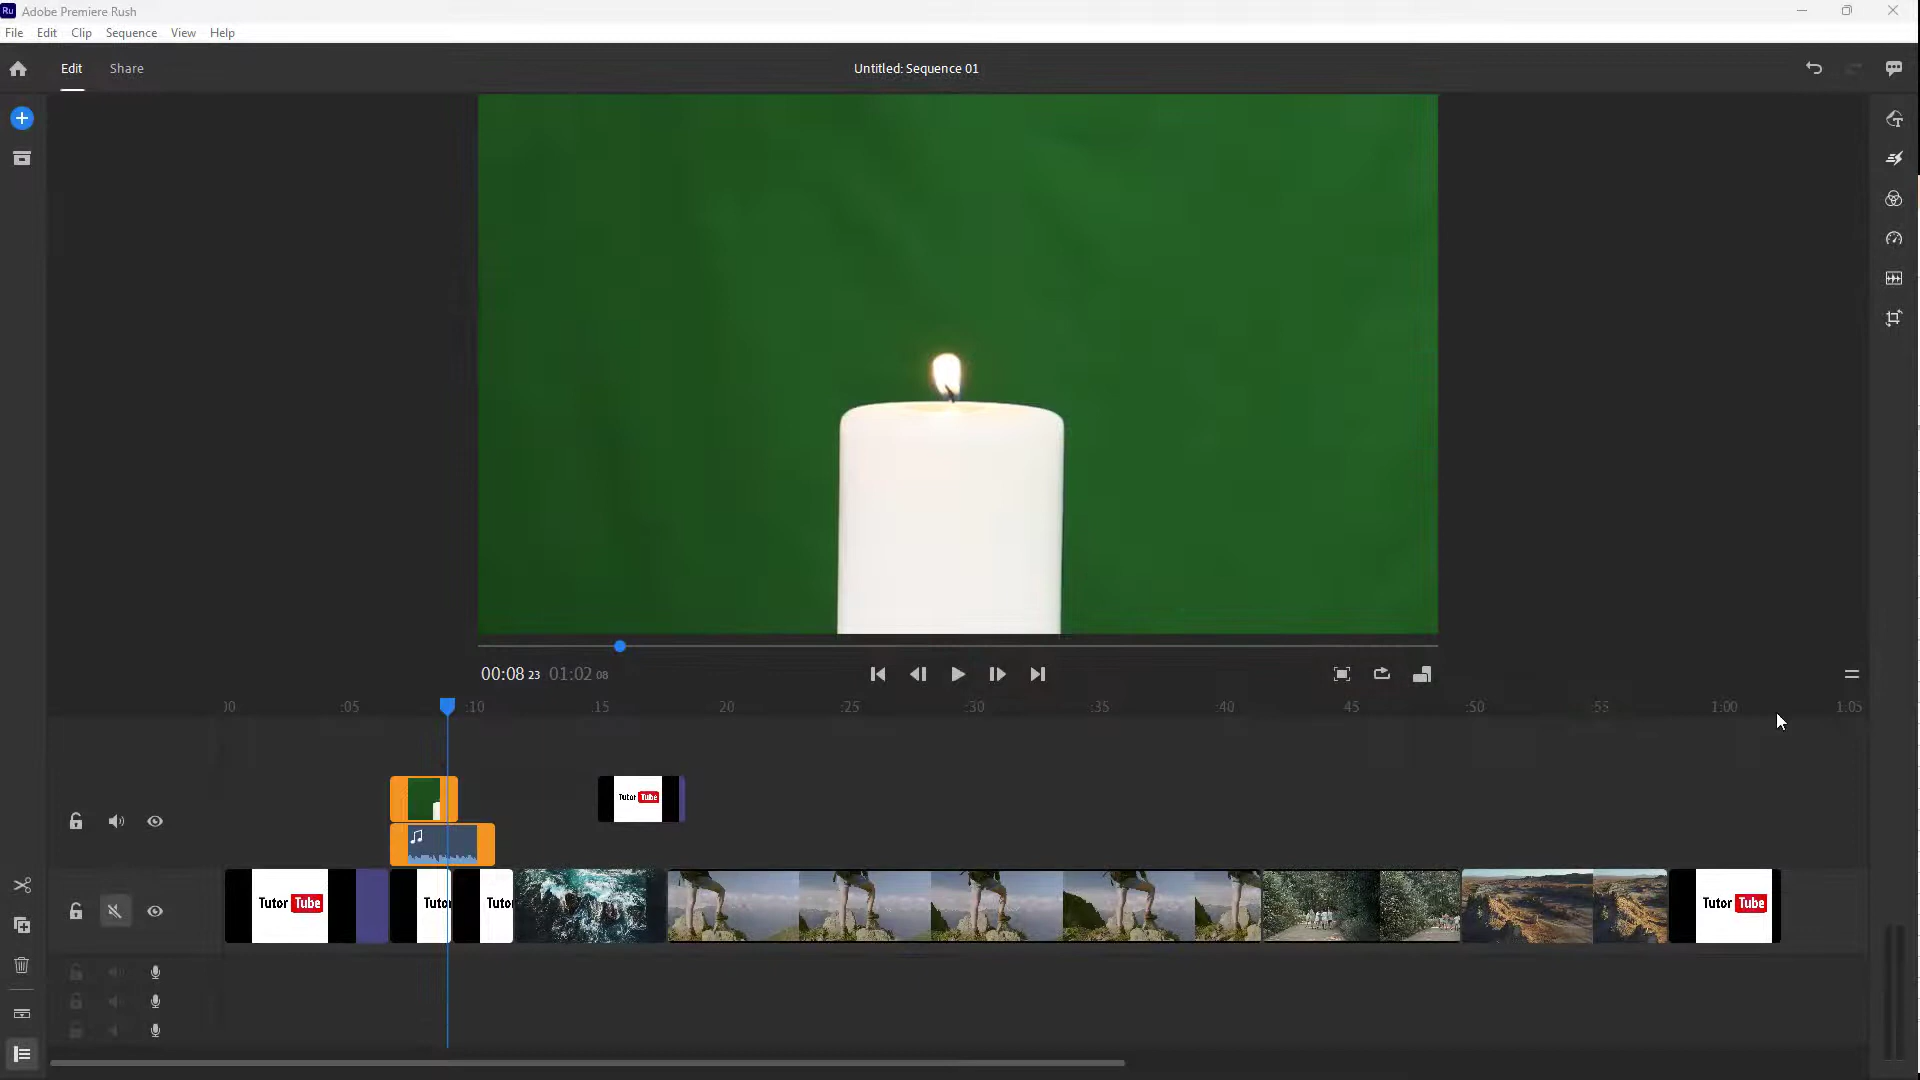 Ru Adobe Premiere Rush
File Edit Clip Sequence View Help
Edit Share Untitled: Sequence 01
00:08 23 01:02 08
:00 :05 :10 :15 :20 :25 :30 :35 :40 :45 :50 :55 1:00 1:05
Tutor Tube
Tutor Tube Tutor Tutor Tutor Tube